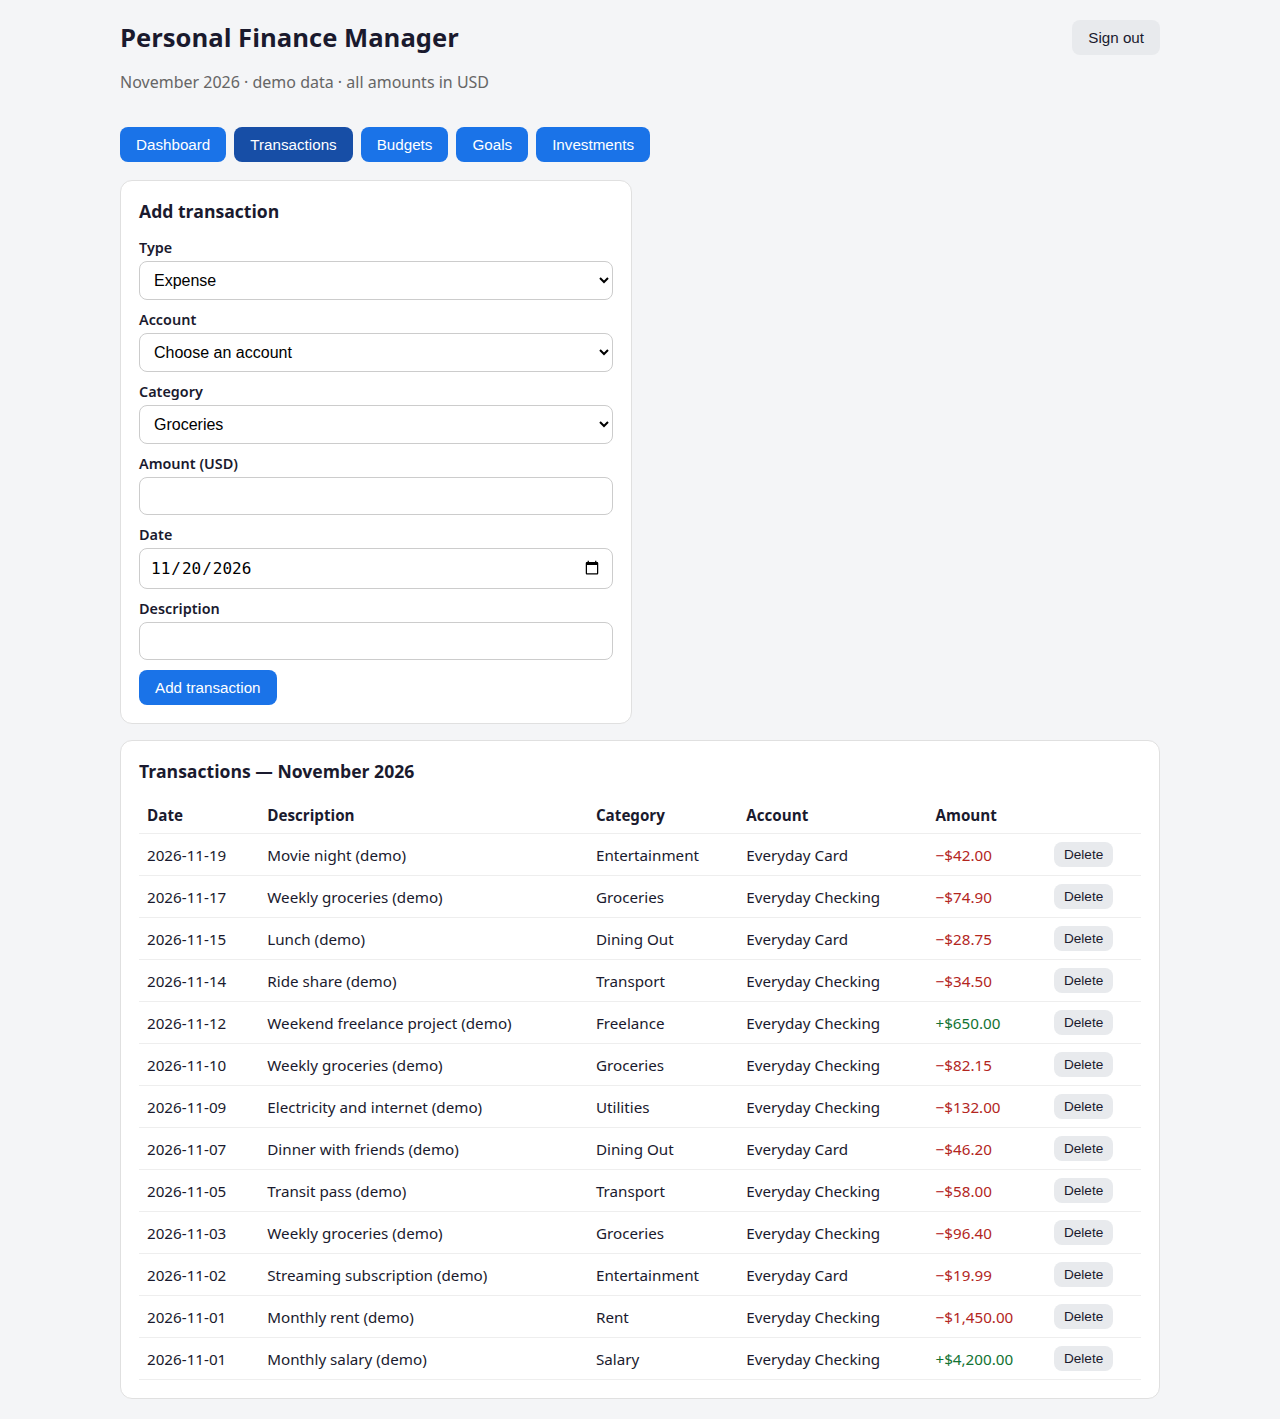 Personal Finance Manager
Sign out
November 2026 · demo data · all amounts in USD
Dashboard Transactions Budgets Goals Investments
Add transaction
Type
Expense
Account
Choose an account
Category
Groceries
Amount (USD)
Date
11/20/2026
Description
Add transaction
Transactions — November 2026
Date Description Category Account Amount
2026-11-19 Movie night (demo) Entertainment Everyday Card −$42.00 Delete
2026-11-17 Weekly groceries (demo) Groceries Everyday Checking −$74.90 Delete
2026-11-15 Lunch (demo) Dining Out Everyday Card −$28.75 Delete
2026-11-14 Ride share (demo) Transport Everyday Checking −$34.50 Delete
2026-11-12 Weekend freelance project (demo) Freelance Everyday Checking +$650.00 Delete
2026-11-10 Weekly groceries (demo) Groceries Everyday Checking −$82.15 Delete
2026-11-09 Electricity and internet (demo) Utilities Everyday Checking −$132.00 Delete
2026-11-07 Dinner with friends (demo) Dining Out Everyday Card −$46.20 Delete
2026-11-05 Transit pass (demo) Transport Everyday Checking −$58.00 Delete
2026-11-03 Weekly groceries (demo) Groceries Everyday Checking −$96.40 Delete
2026-11-02 Streaming subscription (demo) Entertainment Everyday Card −$19.99 Delete
2026-11-01 Monthly rent (demo) Rent Everyday Checking −$1,450.00 Delete
2026-11-01 Monthly salary (demo) Salary Everyday Checking +$4,200.00 Delete